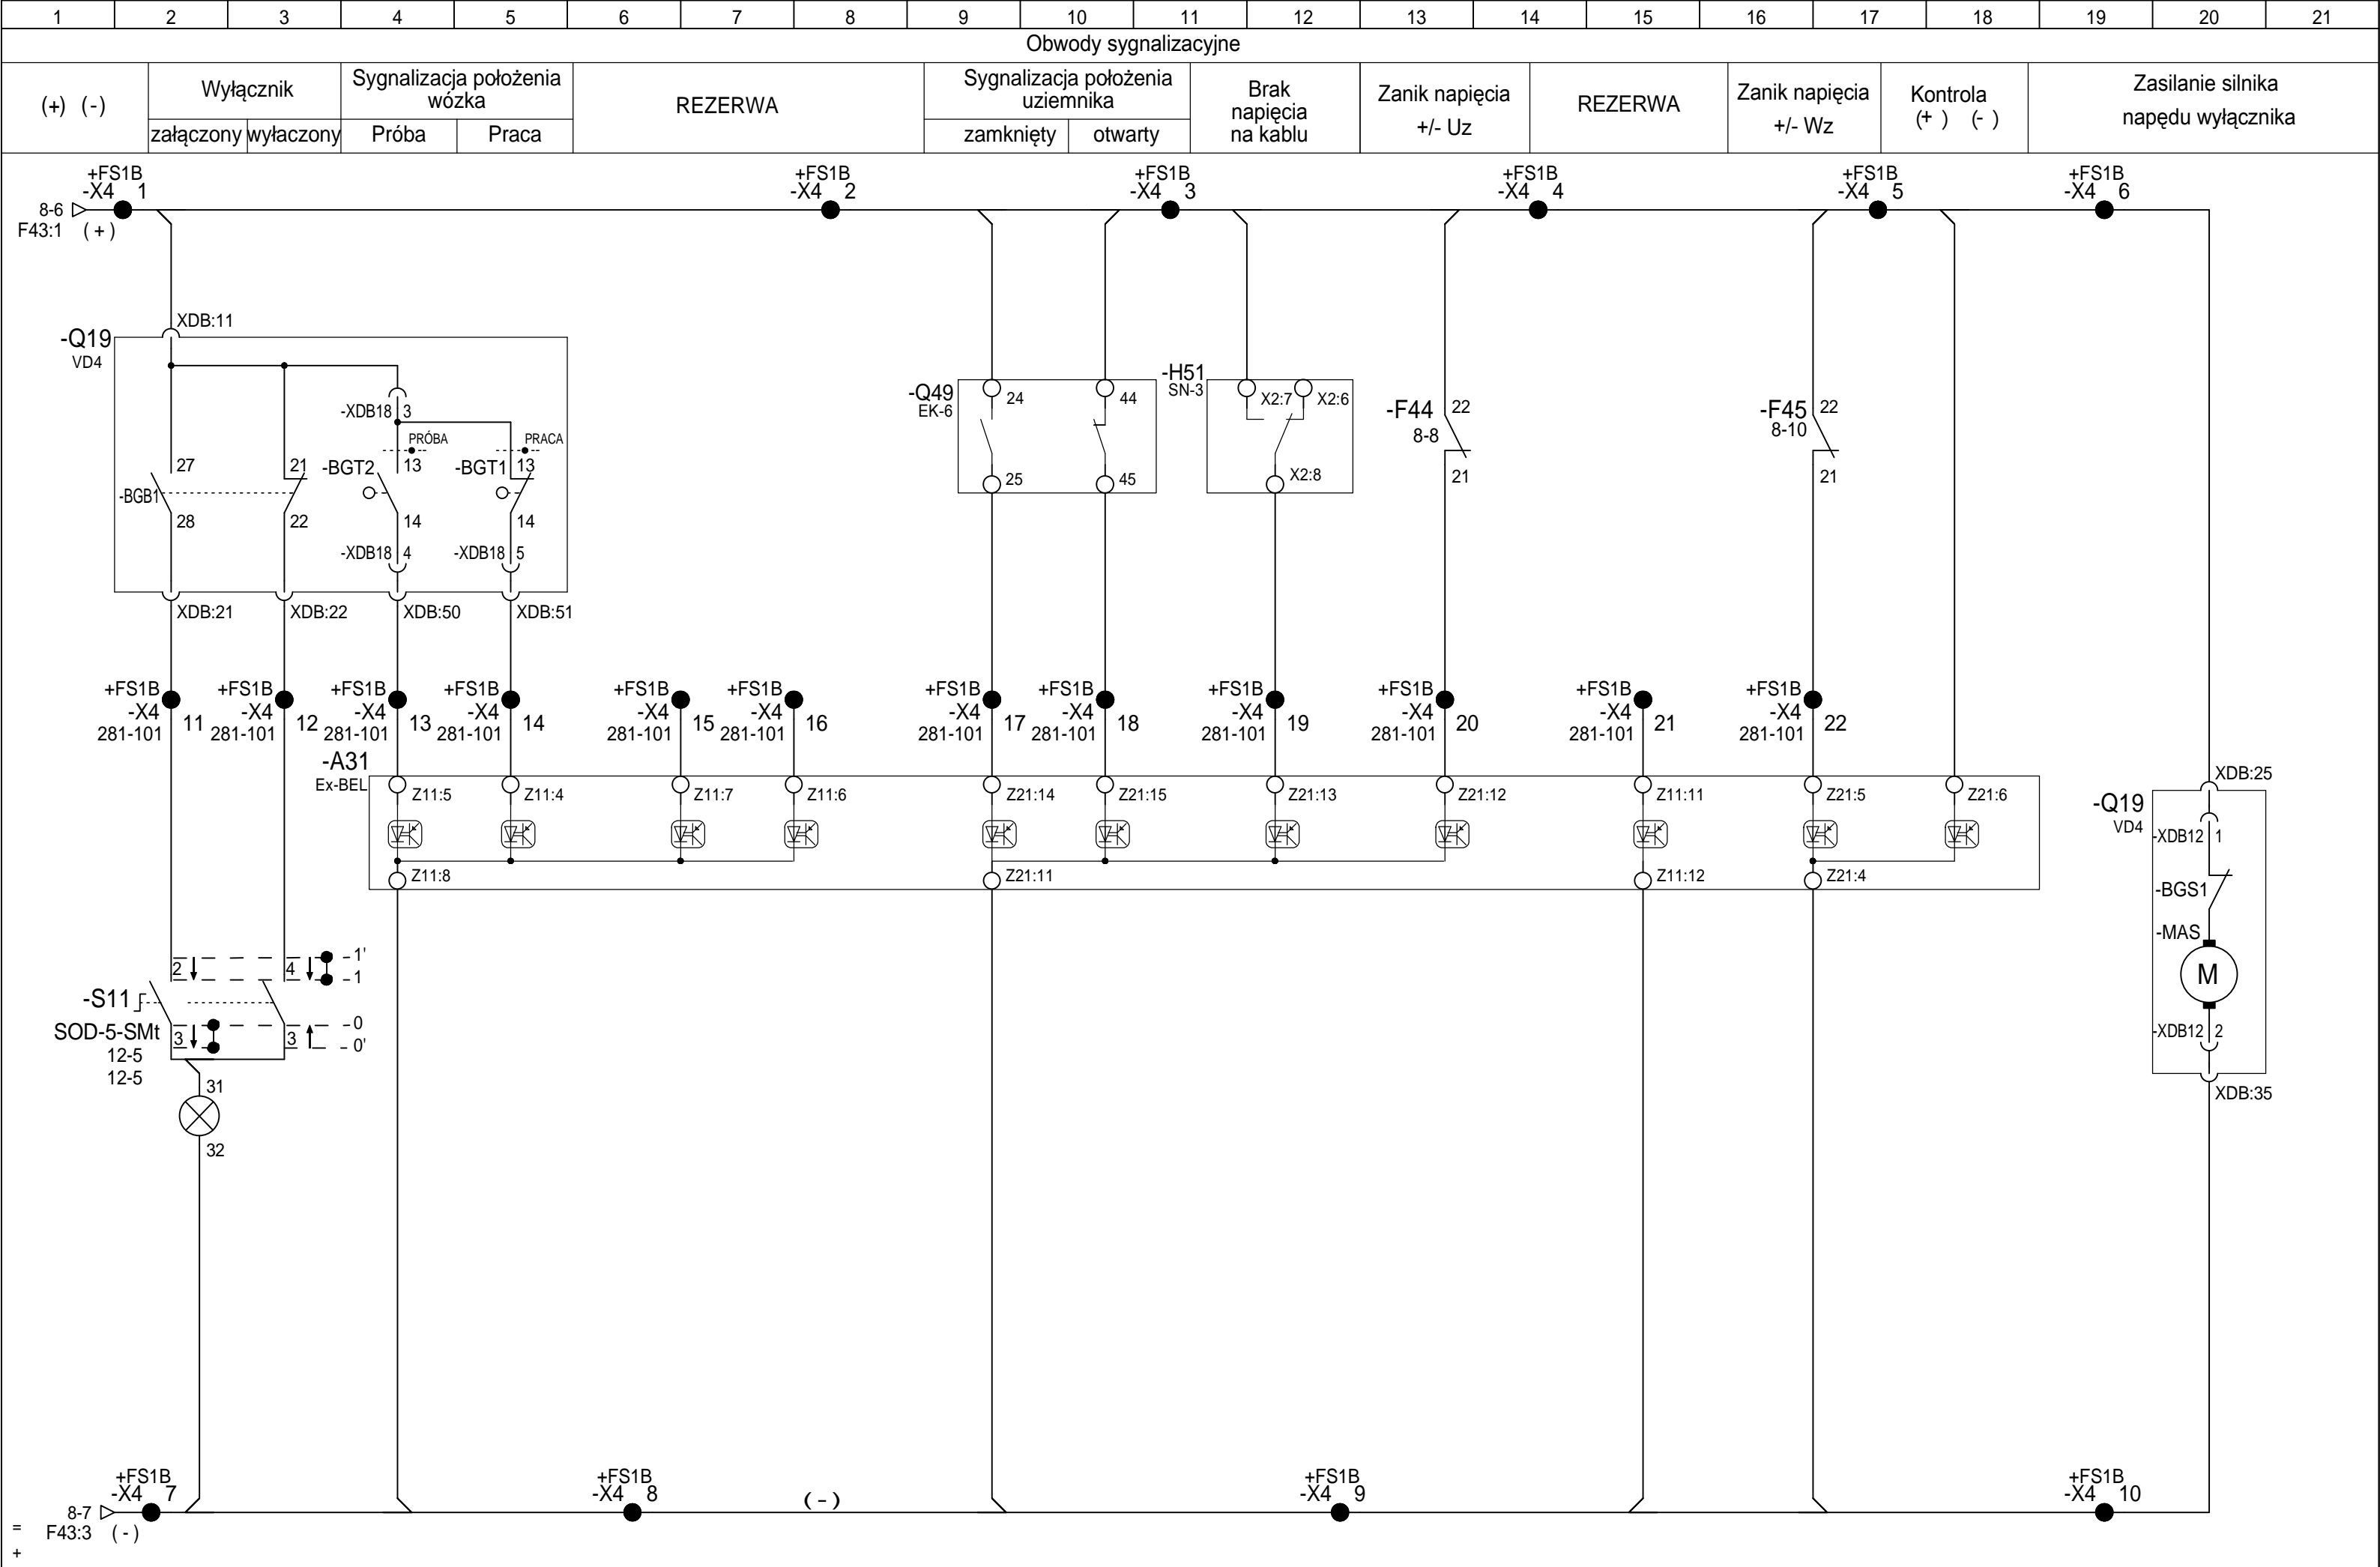 1 2 3 4 5 6 7 8 9 10 11 12 13 14 15 16 17 18 19 20 21
Obwody sygnalizacyjne
(+) (-)
Wyłącznik
załączony wyłaczony
Sygnalizacja położenia
wózka
Próba Praca
REZERWA
Sygnalizacja położenia
uziemnika
zamknięty otwarty
Brak
napięcia
na kablu
Zanik napięcia
+/- Uz
REZERWA
Zanik napięcia
+/- Wz
Kontrola
(+ ) (- )
Zasilanie silnika
napędu wyłącznika
+FS1B
-X4 1
8-6
F43:1 (+)
+FS1B
-X4 2
+FS1B
-X4 3
+FS1B
-X4 4
+FS1B
-X4 5
+FS1B
-X4 6
XDB:11
-Q19
VD4
-XDB18 3
PRÓBA
PRACA
27
21
-BGT2 13
-BGT1 13
-BGB1
28
22
14
14
-XDB18 4
-XDB18 5
XDB:21
XDB:22
XDB:50
XDB:51
-Q49
EK-6
24
44
25
45
-H51
SN-3
X2:7
X2:6
X2:8
-F44
8-8
22
21
-F45
8-10
22
21
+FS1B
-X4
281-101
11
+FS1B
-X4
281-101
12
+FS1B
-X4
281-101
13
+FS1B
-X4
281-101
14
+FS1B
-X4
281-101
15
+FS1B
-X4
281-101
16
+FS1B
-X4
281-101
17
+FS1B
-X4
281-101
18
+FS1B
-X4
281-101
19
+FS1B
-X4
281-101
20
+FS1B
-X4
281-101
21
+FS1B
-X4
281-101
22
-A31
Ex-BEL
Z11:5
Z11:4
Z11:7
Z11:6
Z21:14
Z21:15
Z21:13
Z21:12
Z11:11
Z21:5
Z21:6
Z11:8
Z21:11
Z11:12
Z21:4
XDB:25
-Q19
VD4
-XDB12 1
-BGS1
-MAS
M
-XDB12 2
XDB:35
2
4
1'
1
-S11
SOD-5-SMt
12-5
12-5
3
3
0
0'
31
32
+FS1B
-X4 7
8-7
F43:3 (-)
+FS1B
-X4 8
(-)
+FS1B
-X4 9
+FS1B
-X4 10
=
+